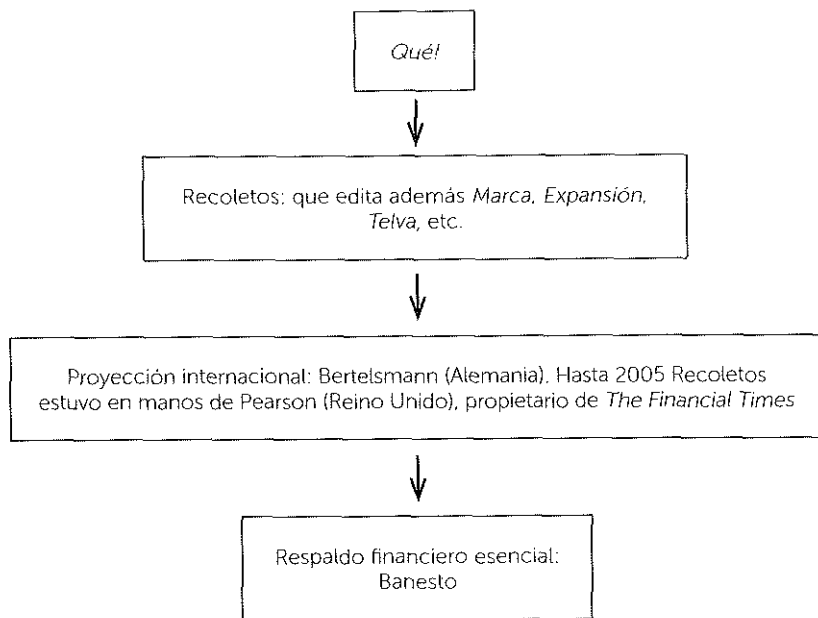 Qué!
Recoletos: que edita además Marca, Expansión,
Telva, etc.
Proyección internacional: Bertelsmann (Alemania). Hasta 2005 Recoletos
estuvo en manos de Pearson (Reino Unido), propietario de The Financial Times
Respaldo financiero esencial:
Banesto